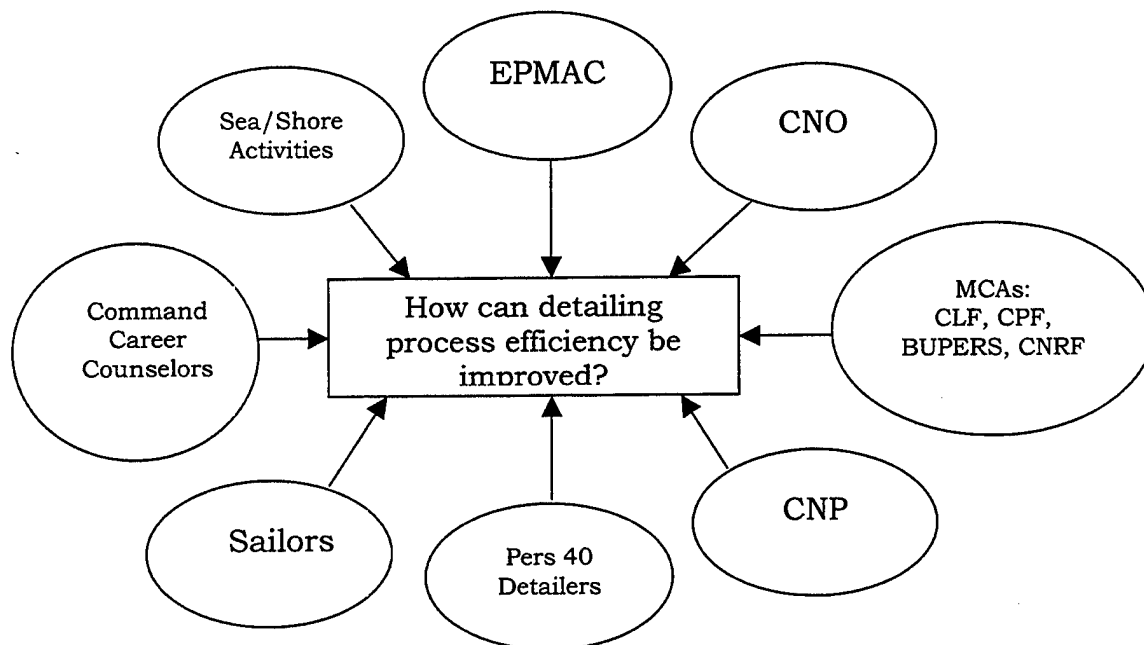 EPMAC
Sea/Shore
Activities
CNO
Command
Career
Counselors
How can detailing
process efficiency be
improved?
MCAs:
CLF, CPF,
BUPERS, CNRF
Sailors
Pers 40
Detailers
CNP